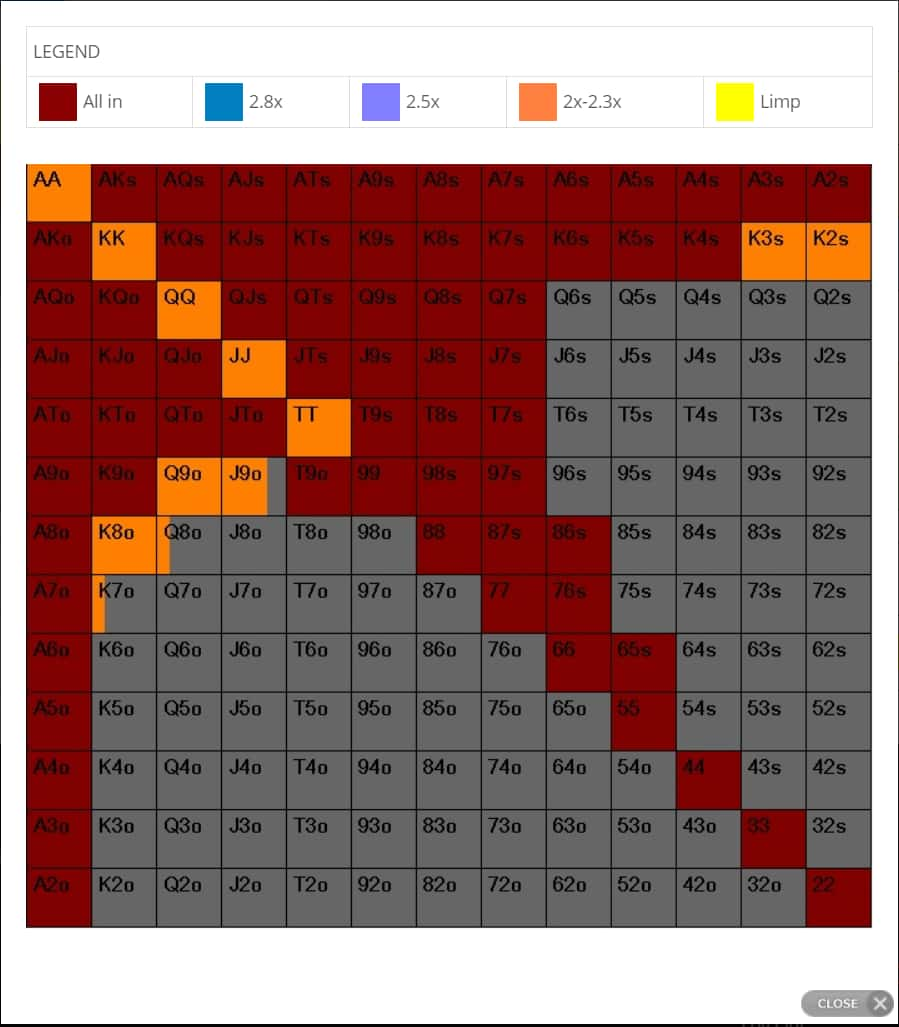 LEGEND
All in 2.8x 2.5x 2x-2.3x Limp
AA AKs AQs AJs ATs A9s A8s A7s A6s A5s A4s A3s A2s
AKo KK KQs KJs KTs K9s K8s K7s K6s K5s K4s K3s K2s
AQo KQo QQ QJs QTs Q9s Q8s Q7s Q6s Q5s Q4s Q3s Q2s
AJo KJo QJo JJ JTs J9s J8s J7s J6s J5s J4s J3s J2s
ATo KTo QTo JTo TT T9s T8s T7s T6s T5s T4s T3s T2s
A9o K9o Q9o J9o T9o 99 98s 97s 96s 95s 94s 93s 92s
A8o K8o Q8o J8o T8o 98o 88 87s 86s 85s 84s 83s 82s
A7o K7o Q7o J7o T7o 97o 87o 77 76s 75s 74s 73s 72s
A6o K6o Q6o J6o T6o 96o 86o 76o 66 65s 64s 63s 62s
A5o K5o Q5o J5o T5o 95o 85o 75o 65o 55 54s 53s 52s
A4o K4o Q4o J4o T4o 94o 84o 74o 64o 54o 44 43s 42s
A3o K3o Q3o J3o T3o 93o 83o 73o 63o 53o 43o 33 32s
A2o K2o Q2o J2o T2o 92o 82o 72o 62o 52o 42o 32o 22
CLOSE